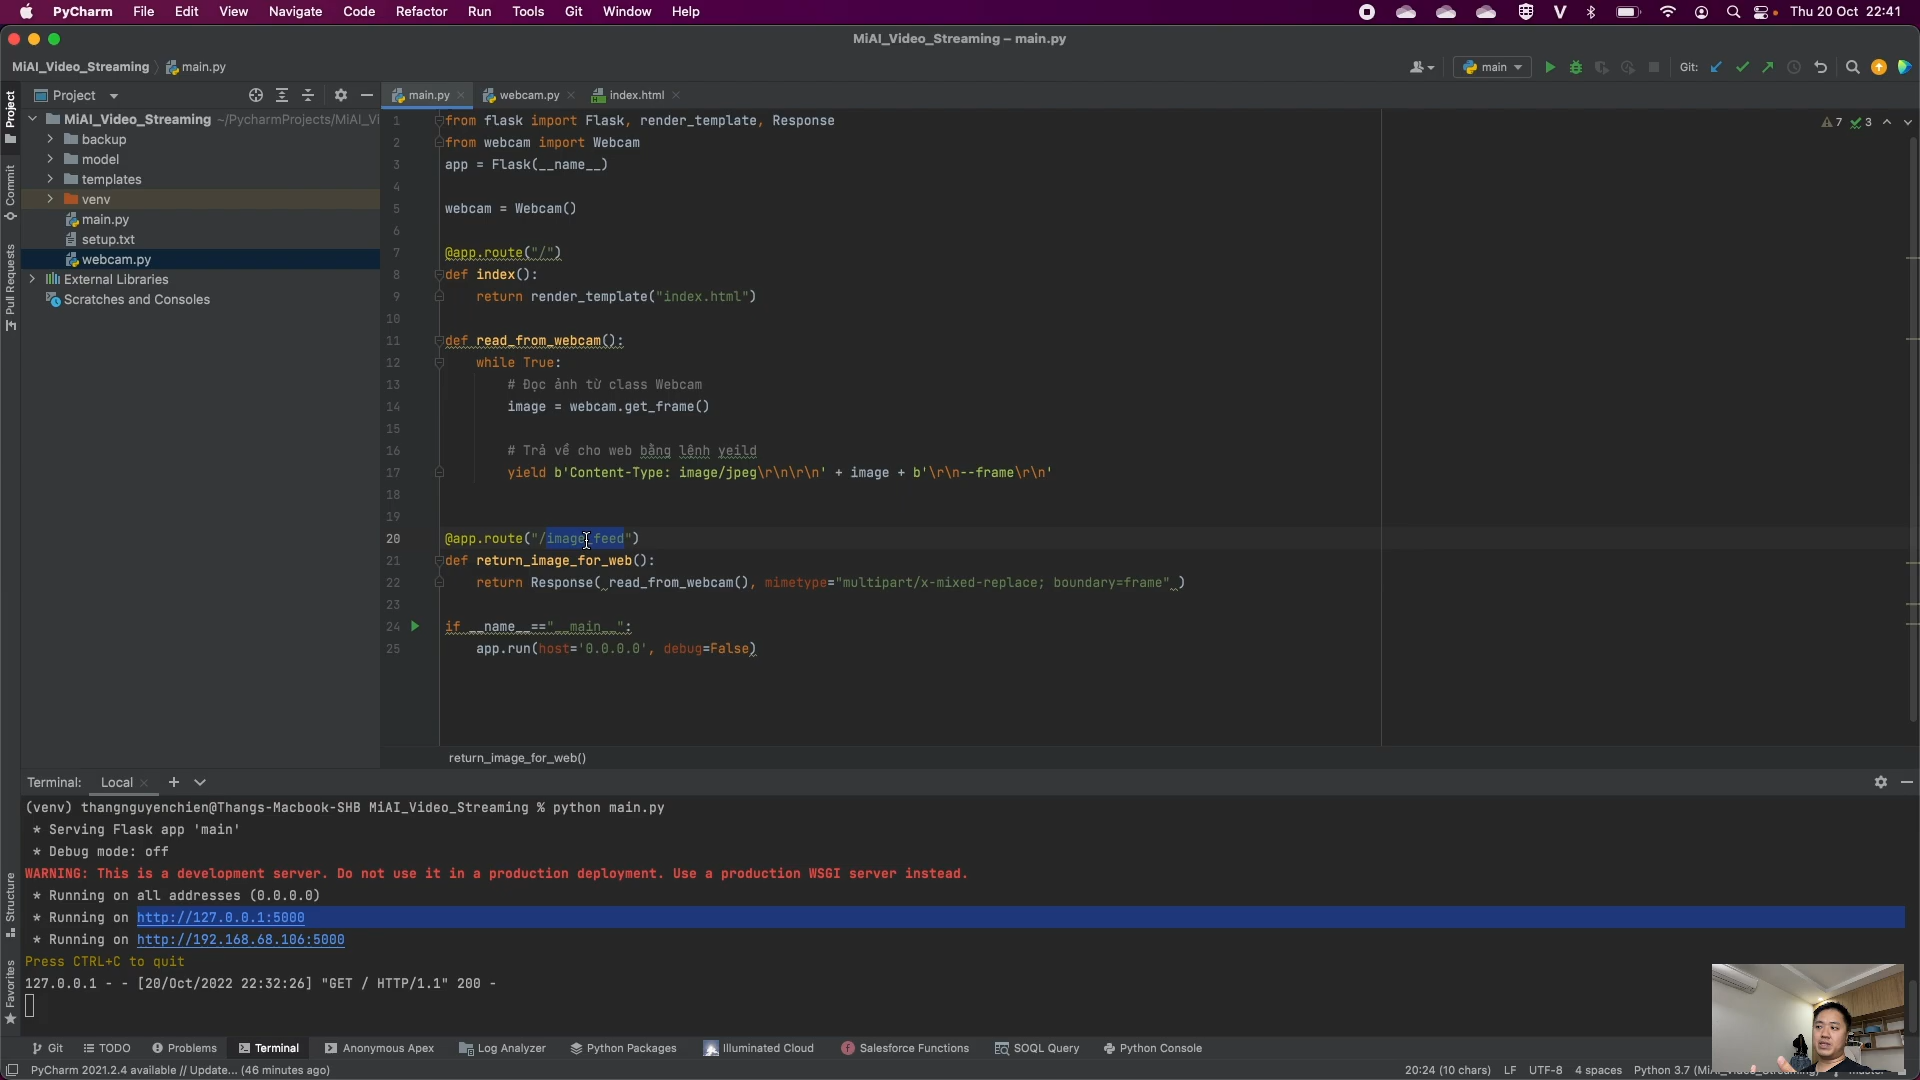 PyCharm File Edit View Navigate Code Refactor Run Tools Git Window Help Thu 20 Oct 22:41
MiAI_Video_Streaming – main.py
MiAI_Video_Streaming main.py main Git:
Project main.py webcam.py index.html
MiAI_Video_Streaming ~/PycharmProjects/MiAI_Vi
backup
model
templates
venv
main.py
setup.txt
webcam.py
External Libraries
Scratches and Consoles
Project
Commit
Pull Requests
Structure
Favorites
7 3
1 from flask import Flask, render_template, Response
2 from webcam import Webcam
3 app = Flask(__name__)
4
5 webcam = Webcam()
6
7 @app.route("/")
8 def index():
9 return render_template("index.html")
10
11 def read_from_webcam():
12 while True:
13 # Đọc ảnh từ class Webcam
14 image = webcam.get_frame()
15
16 # Trả về cho web bằng lệnh yeild
17 yield b'Content-Type: image/jpeg\r\n\r\n' + image + b'\r\n--frame\r\n'
18
19
20 @app.route("/image_feed")
21 def return_image_for_web():
22 return Response( read_from_webcam(), mimetype="multipart/x-mixed-replace; boundary=frame" )
23
24 if __name__=="__main__":
25 app.run(host='0.0.0.0', debug=False)
return_image_for_web()
Terminal: Local
(venv) thangnguyenchien@Thangs-Macbook-SHB MiAI_Video_Streaming % python main.py
* Serving Flask app 'main'
* Debug mode: off
WARNING: This is a development server. Do not use it in a production deployment. Use a production WSGI server instead.
* Running on all addresses (0.0.0.0)
* Running on http://127.0.0.1:5000
* Running on http://192.168.68.106:5000
Press CTRL+C to quit
127.0.0.1 - - [20/Oct/2022 22:32:26] "GET / HTTP/1.1" 200 -
Git TODO Problems Terminal Anonymous Apex Log Analyzer Python Packages Illuminated Cloud Salesforce Functions SOQL Query Python Console
PyCharm 2021.2.4 available // Update... (46 minutes ago) 20:24 (10 chars) LF UTF-8 4 spaces Python 3.7